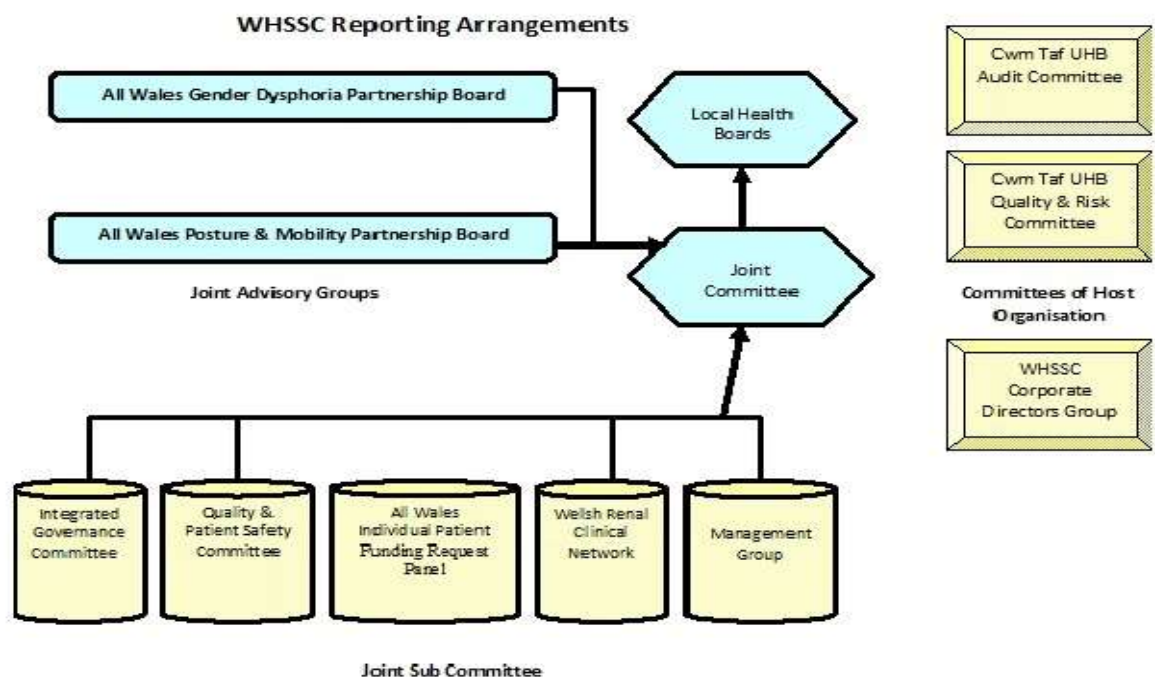 WHSSC Reporting Arrangements
All Wales Gender Dysphoria Partnership Board
All Wales Posture & Mobility Partnership Board
Joint Advisory Groups
Local Health
Boards
Joint
Committee
Cwm Taf UHB
Audit Committee
Cwm Taf UHB
Quality & Risk
Committee
Committees of Host
Organisation
WHSSC
Corporate
Directors Group
Integrated
Governance
Committee
Quality &
Patient Safety
Committee
All Wales
Individual Patient
Funding Request
Panel
Welsh Renal
Clinical
Network
Management
Group
Joint Sub Committee